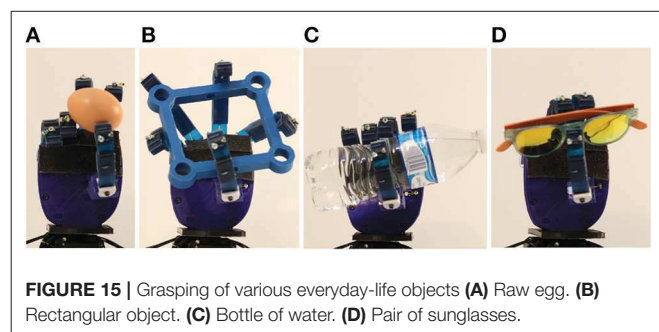 A B C D
FIGURE 15 | Grasping of various everyday-life objects (A) Raw egg. (B)
Rectangular object. (C) Bottle of water. (D) Pair of sunglasses.